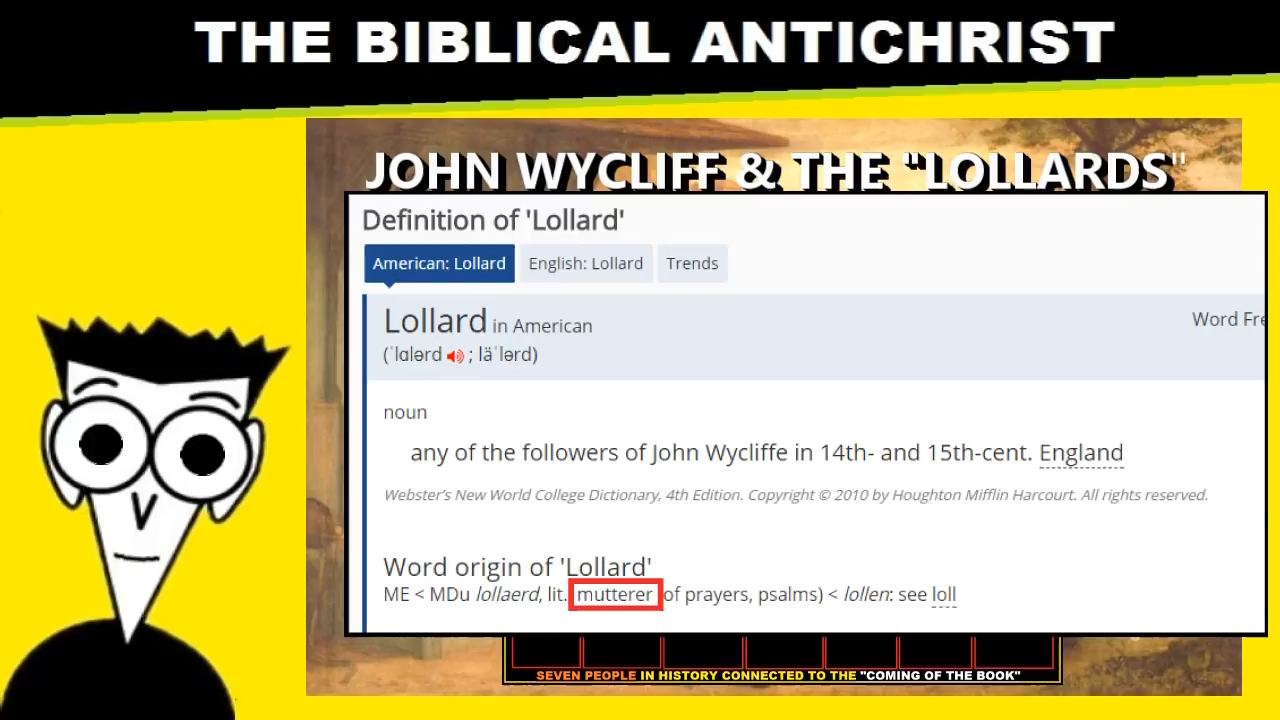 THE BIBLICAL ANTICHRIST
JOHN WYCLIFF & THE "LOLLARDS"
Definition of 'Lollard'
American: Lollard English: Lollard Trends
Lollard in American
Word Fre
(ˈlɑlərd ; läˈlərd)
noun
any of the followers of John Wycliffe in 14th- and 15th-cent. England
Webster's New World College Dictionary, 4th Edition. Copyright © 2010 by Houghton Mifflin Harcourt. All rights reserved.
Word origin of 'Lollard'
ME < MDu lollaerd, lit. mutterer of prayers, psalms) < lollen: see loll
SEVEN PEOPLE IN HISTORY CONNECTED TO THE "COMING OF THE BOOK"